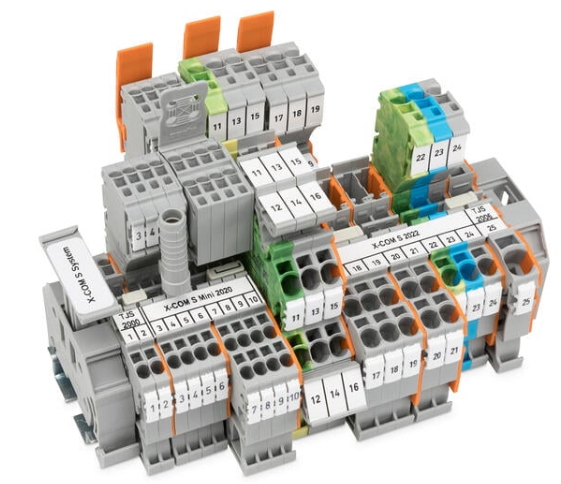 11 13 15
17 18 19
22 23 24
11 13 15 9
12 14 16
3 4
X-COM S System
TJS
2000
X-COM S Mini 2020
1 2 3 4 5 6 7 8 9 10
X-COM S 2022
TJS
2006
18 19 20 21 22 23 24 25
11 13 15
1 2 3 4 5 6
7 8 9 10
12 14 16
17 18 19
20 21
23 24
25